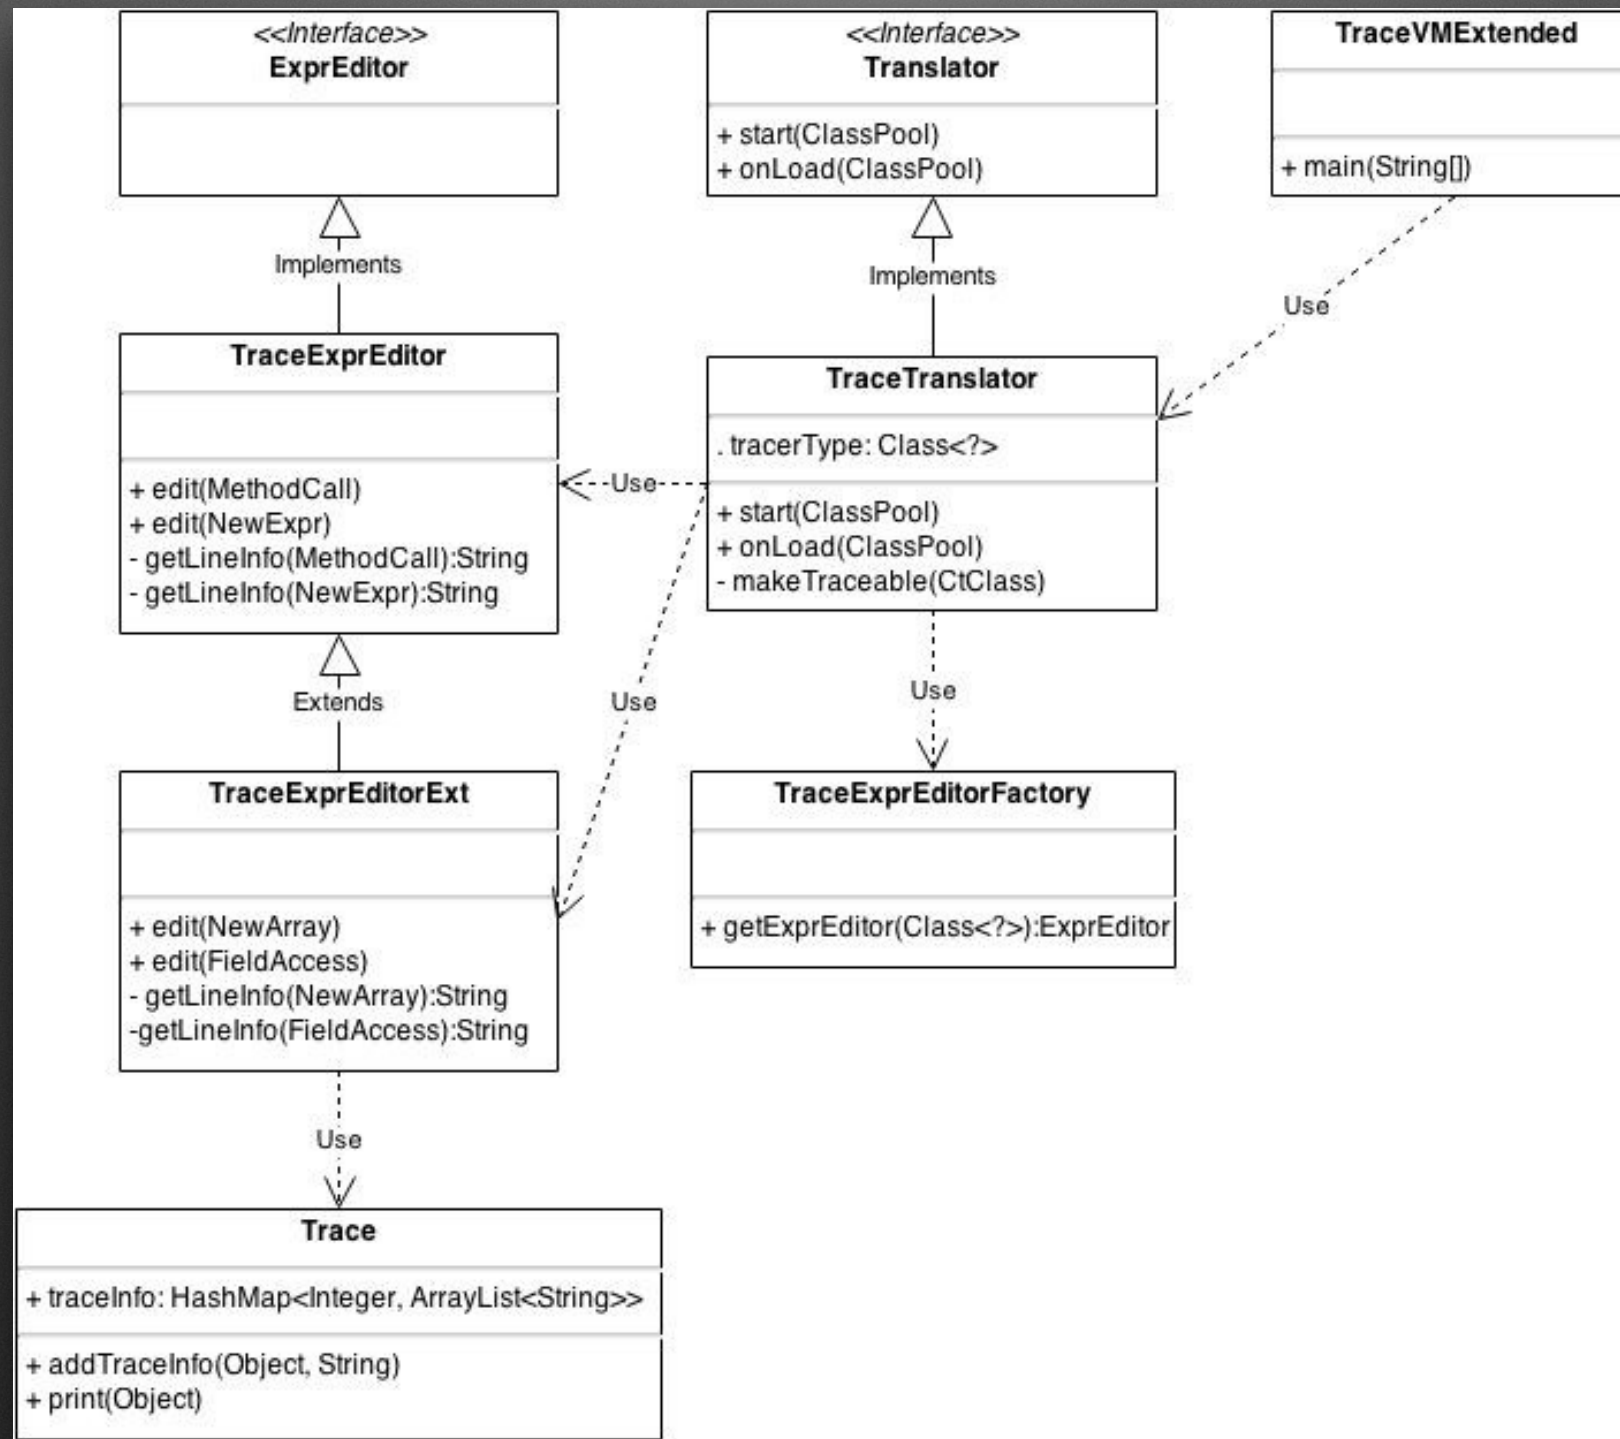 <<Interface>>
ExprEditor
<<Interface>>
Translator
+ start(ClassPool)
+ onLoad(ClassPool)
TraceVMExtended
+ main(String[])
Implements
Implements
Use
TraceExprEditor
+ edit(MethodCall)
+ edit(NewExpr)
- getLineInfo(MethodCall):String
- getLineInfo(NewExpr):String
Use
TraceTranslator
. tracerType: Class<?>
+ start(ClassPool)
+ onLoad(ClassPool)
- makeTraceable(CtClass)
Extends
Use
Use
TraceExprEditorExt
+ edit(NewArray)
+ edit(FieldAccess)
- getLineInfo(NewArray):String
-getLineInfo(FieldAccess):String
TraceExprEditorFactory
+ getExprEditor(Class<?>):ExprEditor
Use
Trace
+ traceInfo: HashMap<Integer, ArrayList<String>>
+ addTraceInfo(Object, String)
+ print(Object)